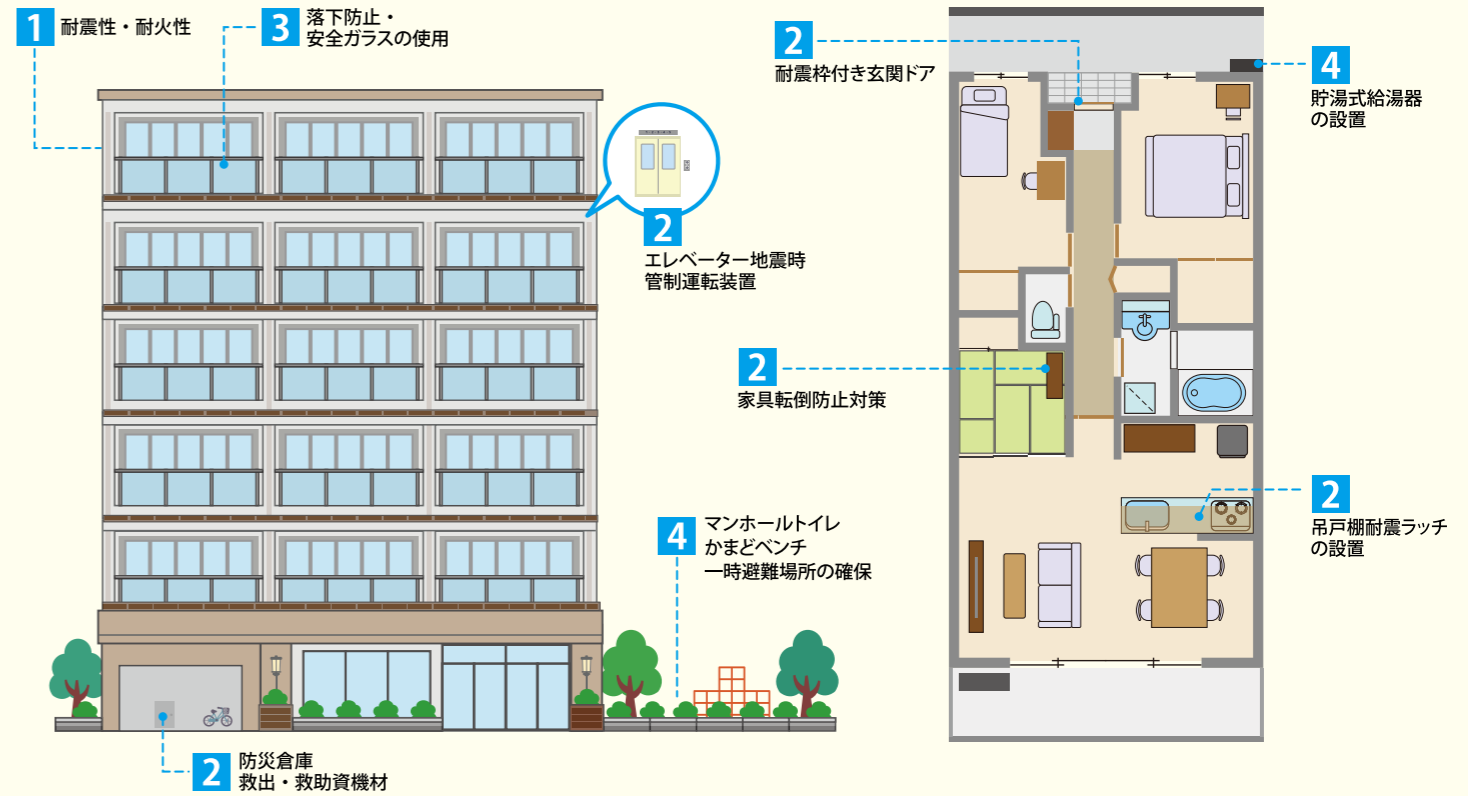 1 耐震性・耐火性
3 落下防止・
安全ガラスの使用
2
エレベーター地震時
管制運転装置
4 マンホールトイレ
かまどベンチ
一時避難場所の確保
2 防災倉庫
救出・救助資機材
2
耐震枠付き玄関ドア
4
貯湯式給湯器
の設置
2
家具転倒防止対策
2
吊戸棚耐震ラッチ
の設置